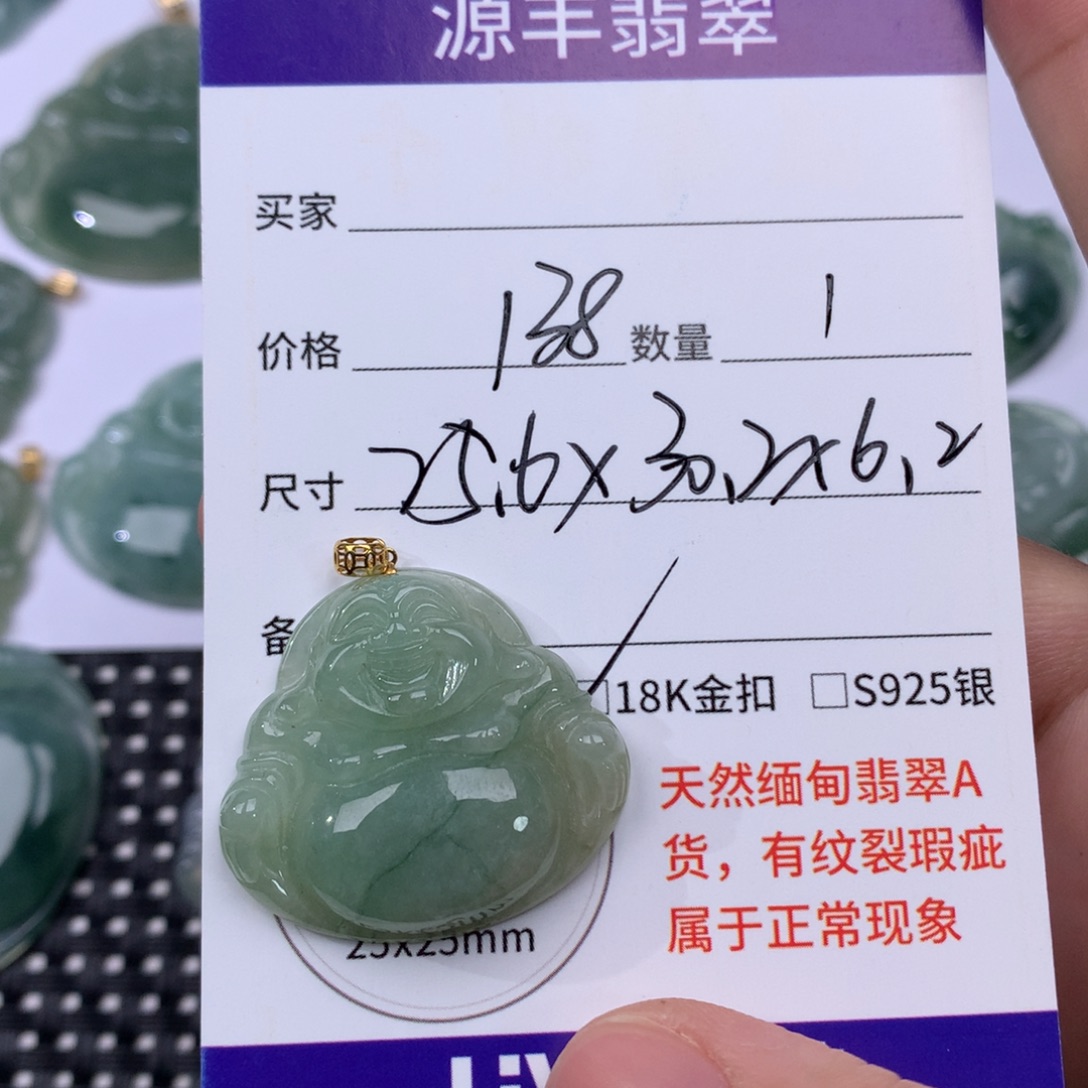 源丰翡翠
买家
价格 138 数量 1
尺寸 25.6x30.2x6.2
备
□18K金扣 □S925银
天然缅甸翡翠A
货，有纹裂瑕疵
属于正常现象
25x25mm